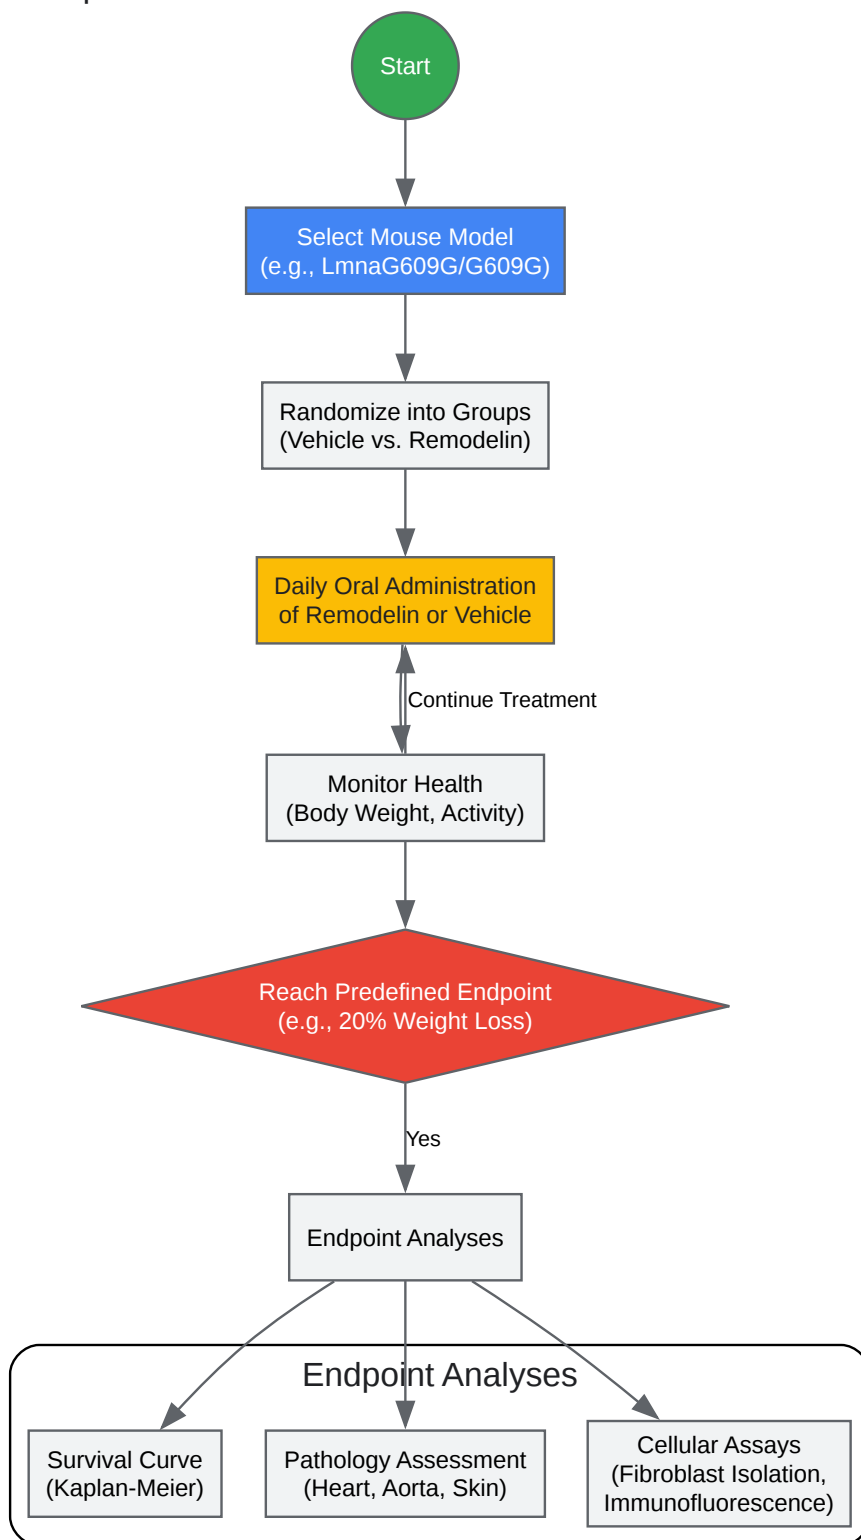 Start
Select Mouse Model
(e.g., LmnaG609G/G609G)
Randomize into Groups
(Vehicle vs. Remodelin)
Daily Oral Administration
of Remodelin or Vehicle
Continue Treatment
Monitor Health
(Body Weight, Activity)
Reach Predefined Endpoint
(e.g., 20% Weight Loss)
Yes
Endpoint Analyses
Endpoint Analyses
Survival Curve
(Kaplan-Meier)
Pathology Assessment
(Heart, Aorta, Skin)
Cellular Assays
(Fibroblast Isolation,
Immunofluorescence)